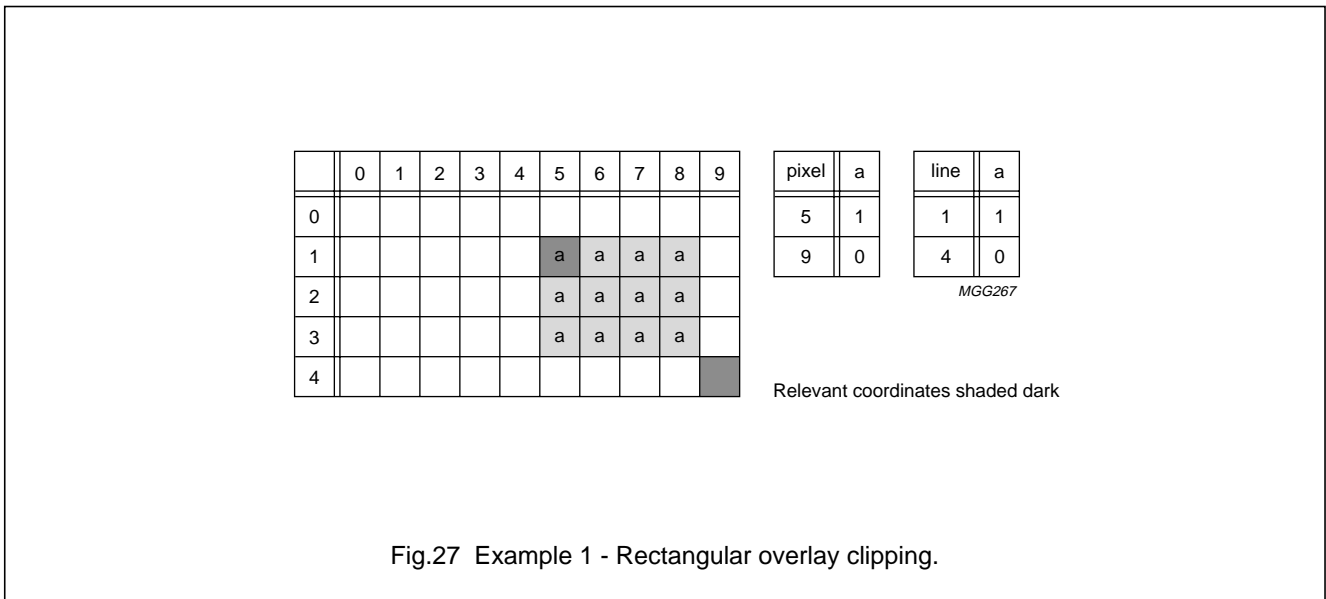 0 1 2 3 4 5 6 7 8 9
0
1 a a a a
2 a a a a
3 a a a a
4
pixel a
5 1
9 0
line a
1 1
4 0
MGG267
Relevant coordinates shaded dark
Fig.27 Example 1 - Rectangular overlay clipping.